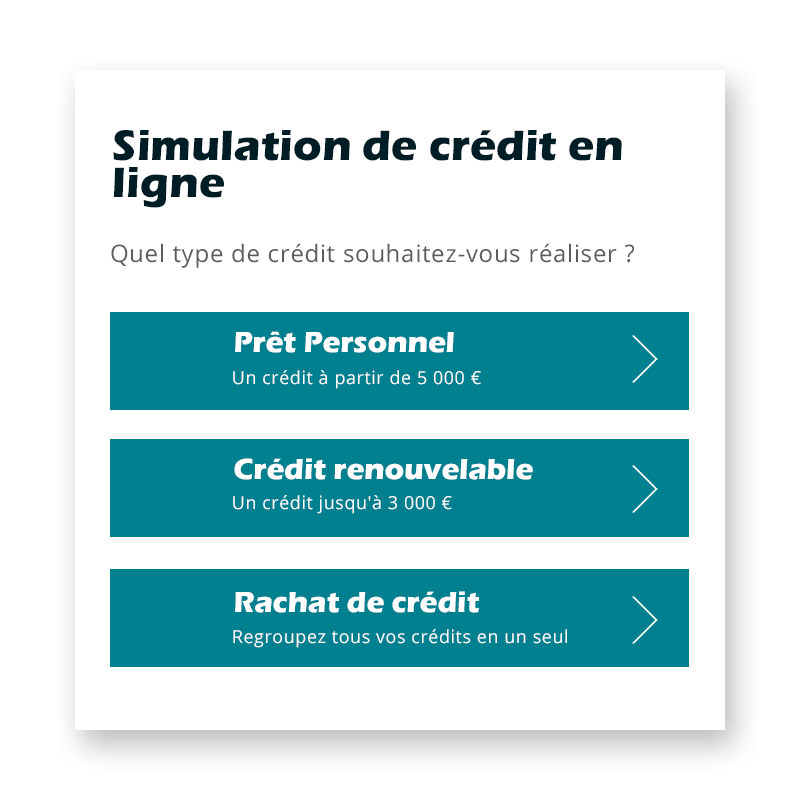 Simulation de crédit en
ligne
Quel type de crédit souhaitez-vous réaliser ?
Prêt Personnel
Un crédit à partir de 5 000 €
Crédit renouvelable
Un crédit jusqu'à 3 000 €
Rachat de crédit
Regroupez tous vos crédits en un seul